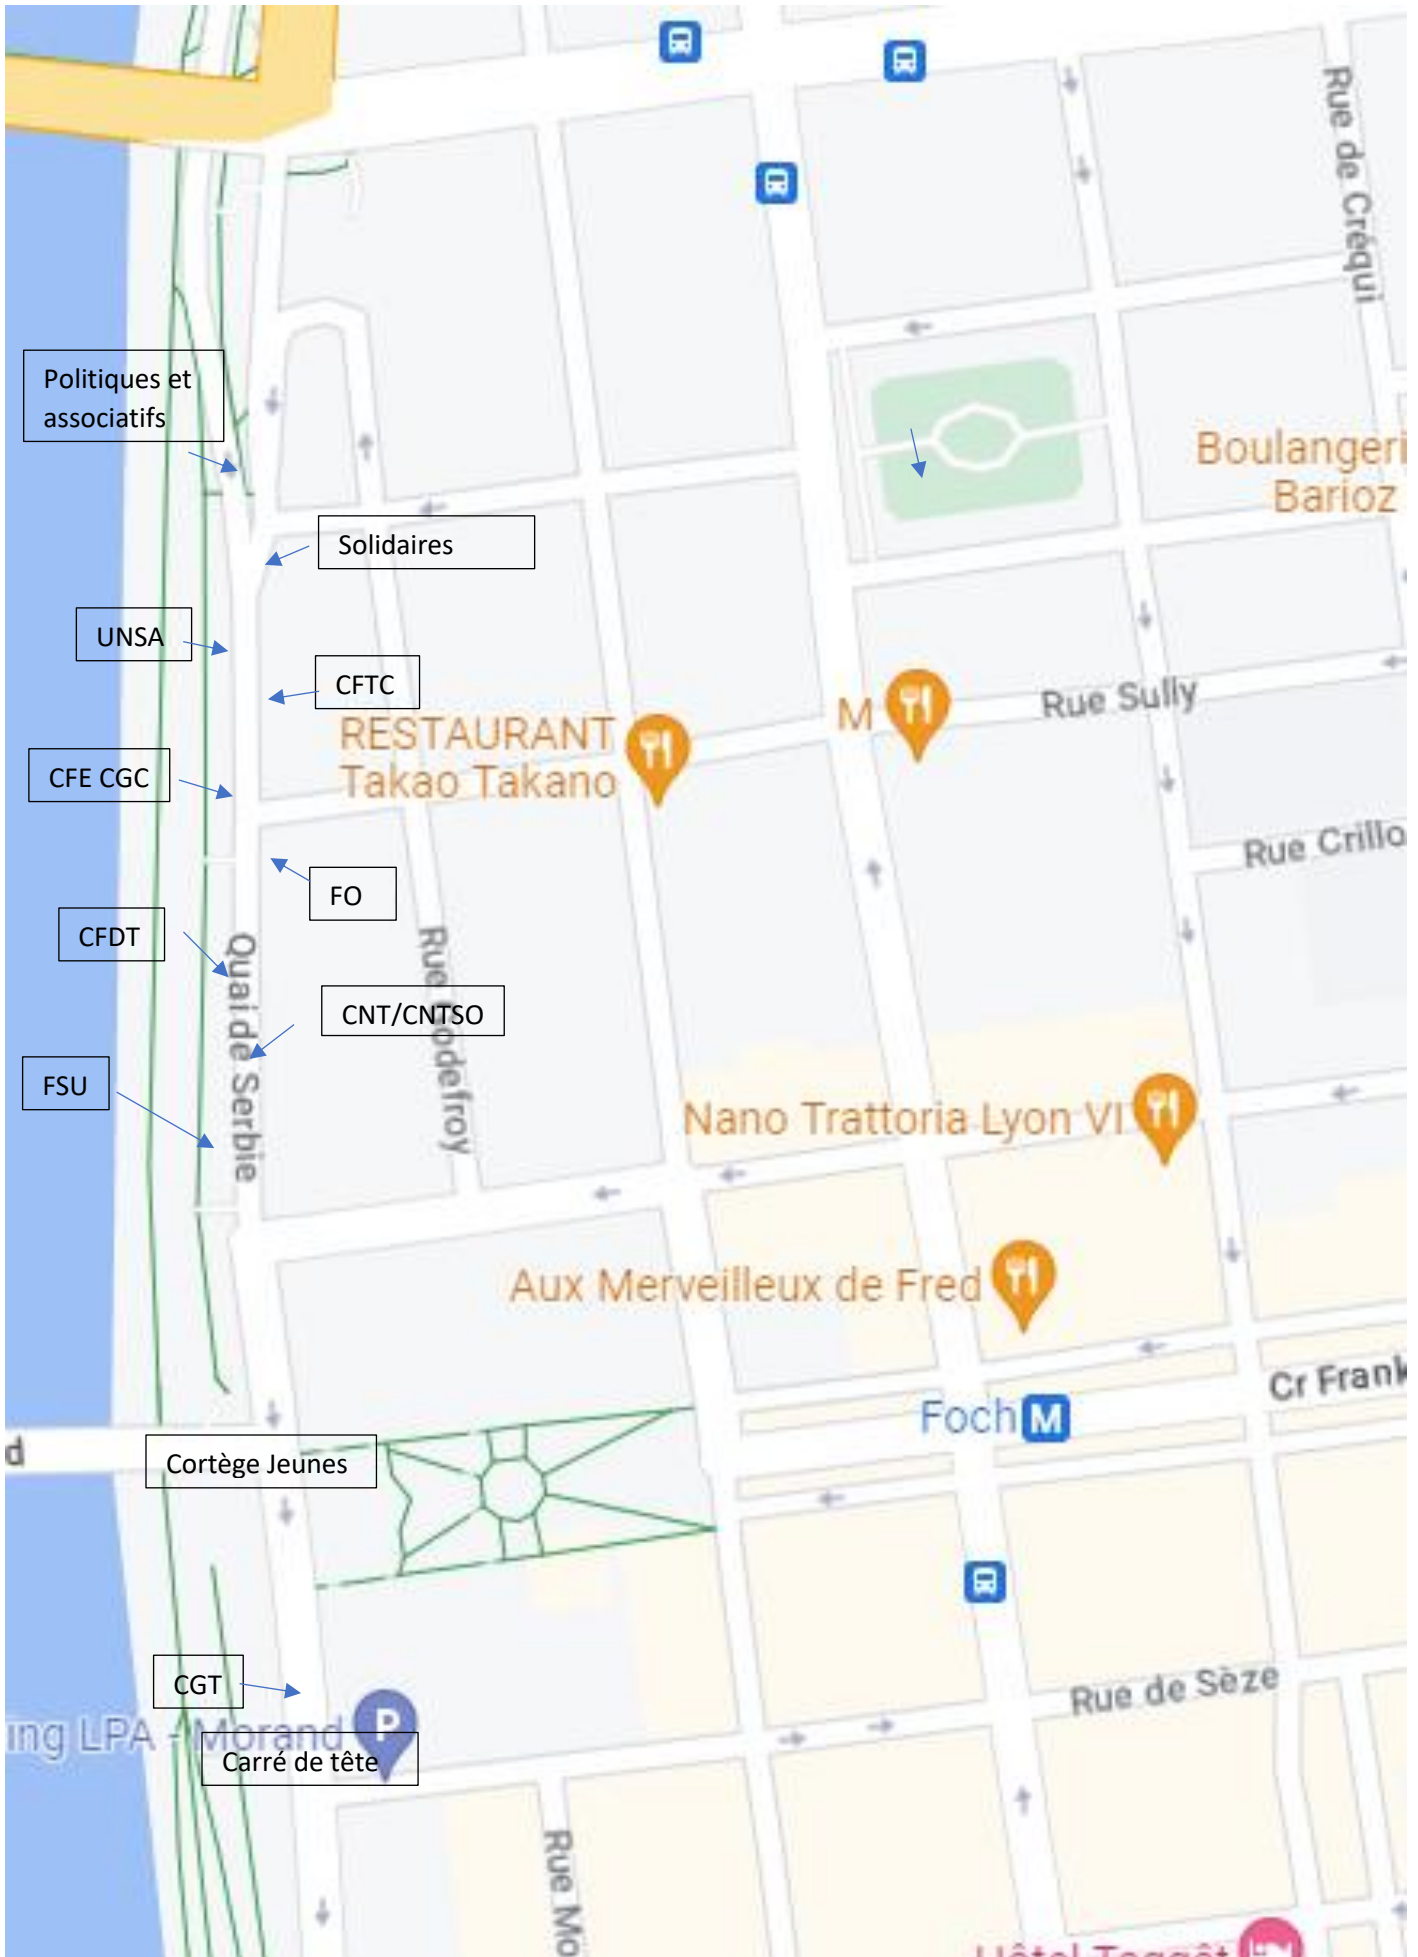 Rue de Créqui
Politiques et
associatifs
Boulangeri
Barioz
Solidaires
UNSA
CFTC
Rue Sully
M
RESTAURANT
Takao Takano
CFE CGC
Rue Crillo
FO
CFDT
Quai de Serbie
Rue Godefroy
CNT/CNTSO
FSU
Nano Trattoria Lyon VI
Aux Merveilleux de Fred
Cr Frank
Foch M
d
Cortège Jeunes
CGT
Rue de Sèze
ing LPA - Morand P
Carré de tête
Rue Mo